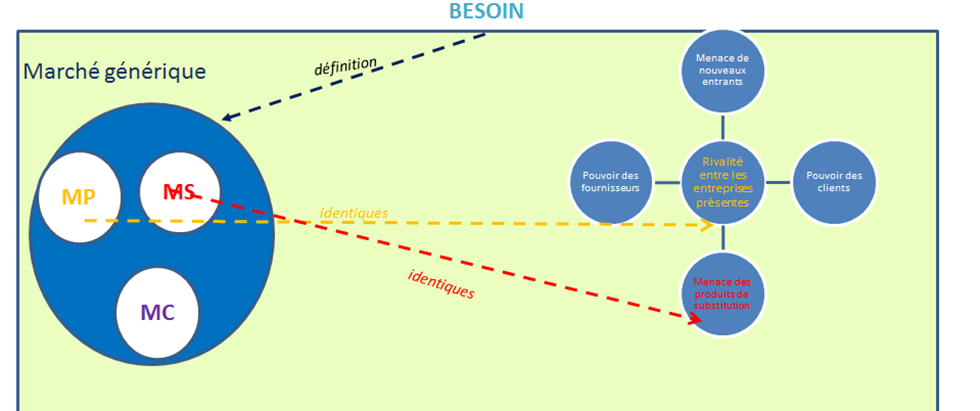 BESOIN
Marché générique
définition
MP
MS
MC
identiques
identiques
Menace de
nouveaux
entrants
Pouvoir des
fournisseurs
Rivalité
entre les
entreprises
présentes
Pouvoir des
clients
Menace des
produits de
substitution